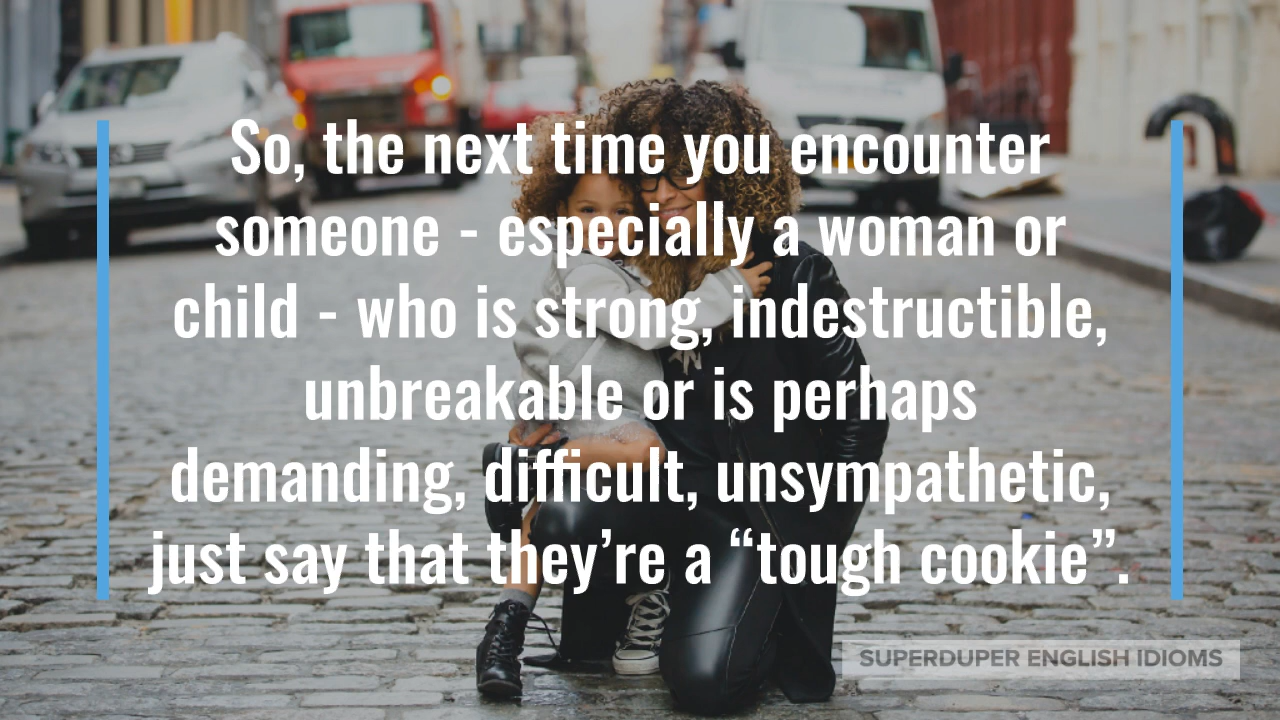 So, the next time you encounter
someone - especially a woman or
child - who is strong, indestructible,
unbreakable or is perhaps
demanding, difficult, unsympathetic,
just say that they’re a “tough cookie”.
SUPERDUPER ENGLISH IDIOMS